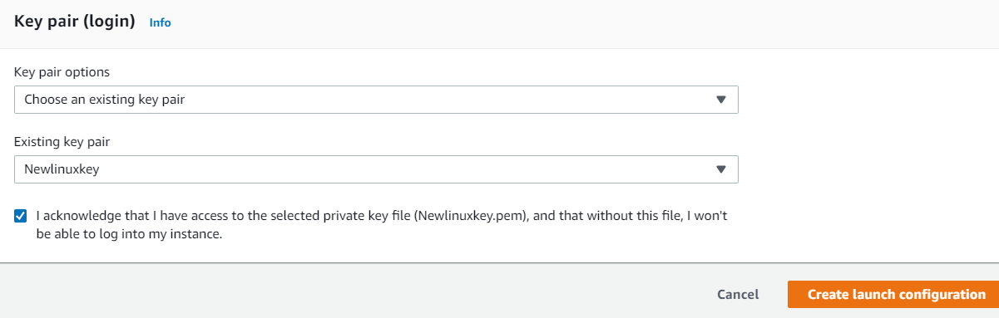 Key pair (login) Info
Key pair options
Choose an existing key pair
Existing key pair
Newlinuxkey
I acknowledge that I have access to the selected private key file (Newlinuxkey.pem), and that without this file, I won't
be able to log into my instance.
Cancel Create launch configuration